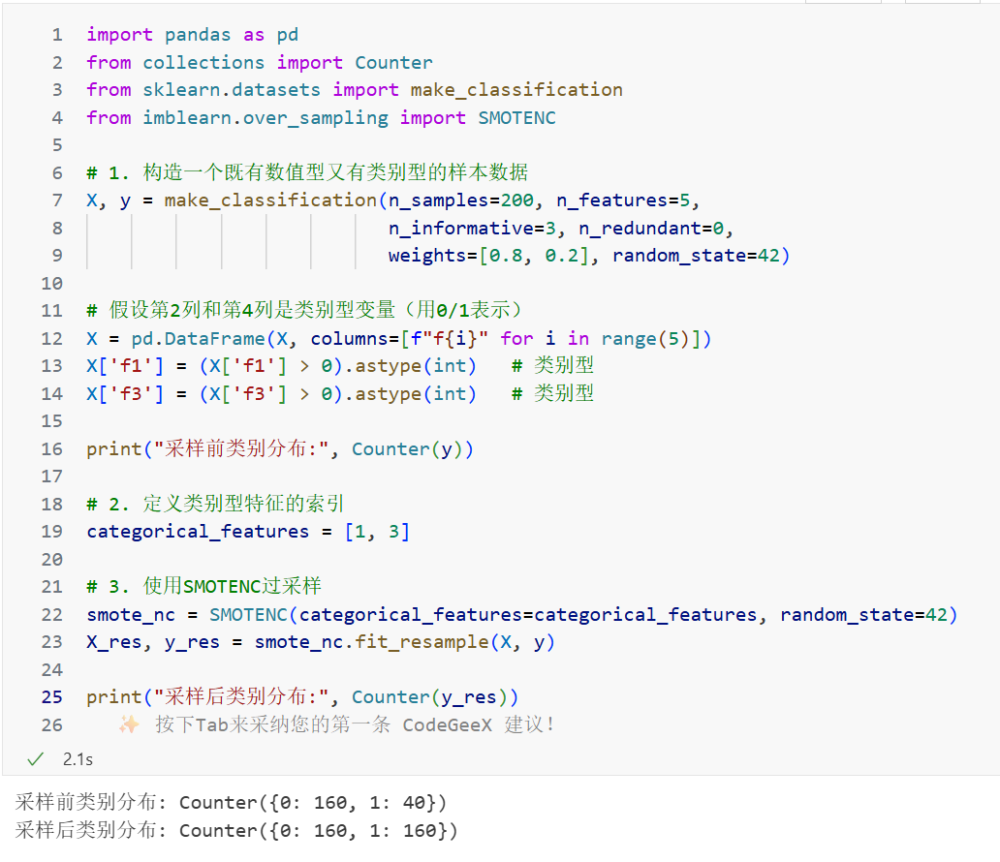 1 import pandas as pd
2 from collections import Counter
3 from sklearn.datasets import make_classification
4 from imblearn.over_sampling import SMOTENC
5
6 # 1. 构造一个既有数值型又有类别型的样本数据
7 X, y = make_classification(n_samples=200, n_features=5,
8                            n_informative=3, n_redundant=0,
9                            weights=[0.8, 0.2], random_state=42)
10
11 # 假设第2列和第4列是类别型变量（用0/1表示）
12 X = pd.DataFrame(X, columns=[f"f{i}" for i in range(5)])
13 X['f1'] = (X['f1'] > 0).astype(int)   # 类别型
14 X['f3'] = (X['f3'] > 0).astype(int)   # 类别型
15
16 print("采样前类别分布:", Counter(y))
17
18 # 2. 定义类别型特征的索引
19 categorical_features = [1, 3]
20
21 # 3. 使用SMOTENC过采样
22 smote_nc = SMOTENC(categorical_features=categorical_features, random_state=42)
23 X_res, y_res = smote_nc.fit_resample(X, y)
24
25 print("采样后类别分布:", Counter(y_res))
26 ✨ 按下Tab来采纳您的第一条 CodeGeeX 建议！
✓ 2.1s
采样前类别分布: Counter({0: 160, 1: 40})
采样后类别分布: Counter({0: 160, 1: 160})